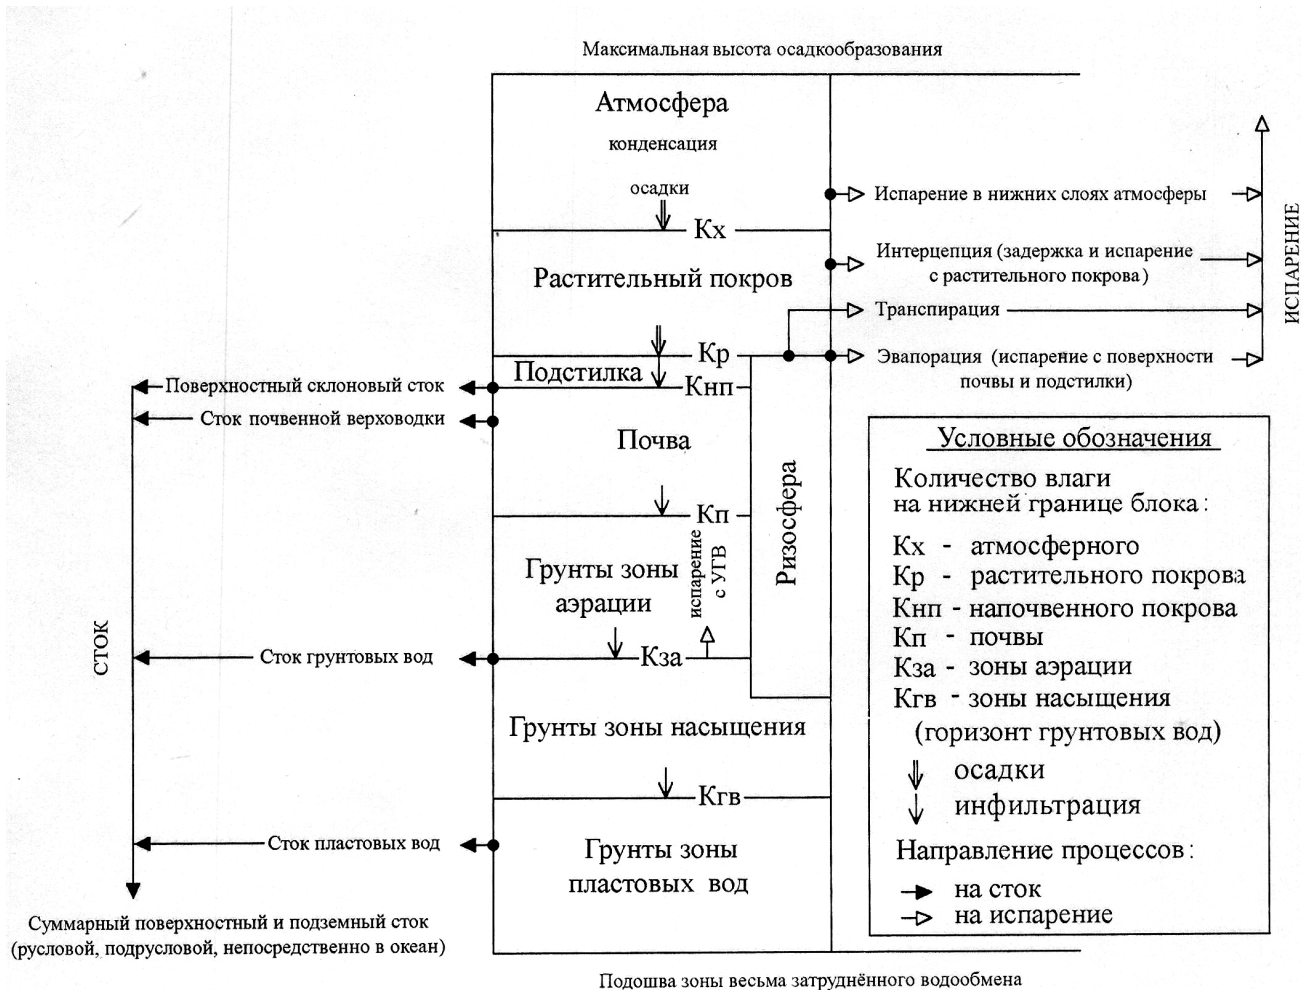 Максимальная высота осадкообразования
Атмосфера
конденсация
осадки
Кх
Испарение в нижних слоях атмосферы
Растительный покров
Интерцепция (задержка и испарение
с растительного покрова)
Транспирация
ИСПАРЕНИЕ
Кр
Эвапорация (испарение с поверхности
почвы и подстилки)
Подстилка
Кнп
Поверхностный склоновый сток
Сток почвенной верховодки
Почва
Кп
Ризосфера
Грунты зоны
аэрации
испарение
с УГВ
СТОК
Сток грунтовых вод
Кза
Грунты зоны насыщения
Кгв
Сток пластовых вод
Грунты зоны
пластовых вод
Суммарный поверхностный и подземный сток
(русловой, подрусловой, непосредственно в океан)
Подошва зоны весьма затруднённого водообмена
Условные обозначения
Количество влаги
на нижней границе блока:
Кх - атмосферного
Кр - растительного покрова
Кнп - напочвенного покрова
Кп - почвы
Кза - зоны аэрации
Кгв - зоны насыщения
(горизонт грунтовых вод)
осадки
инфильтрация
Направление процессов:
на сток
на испарение